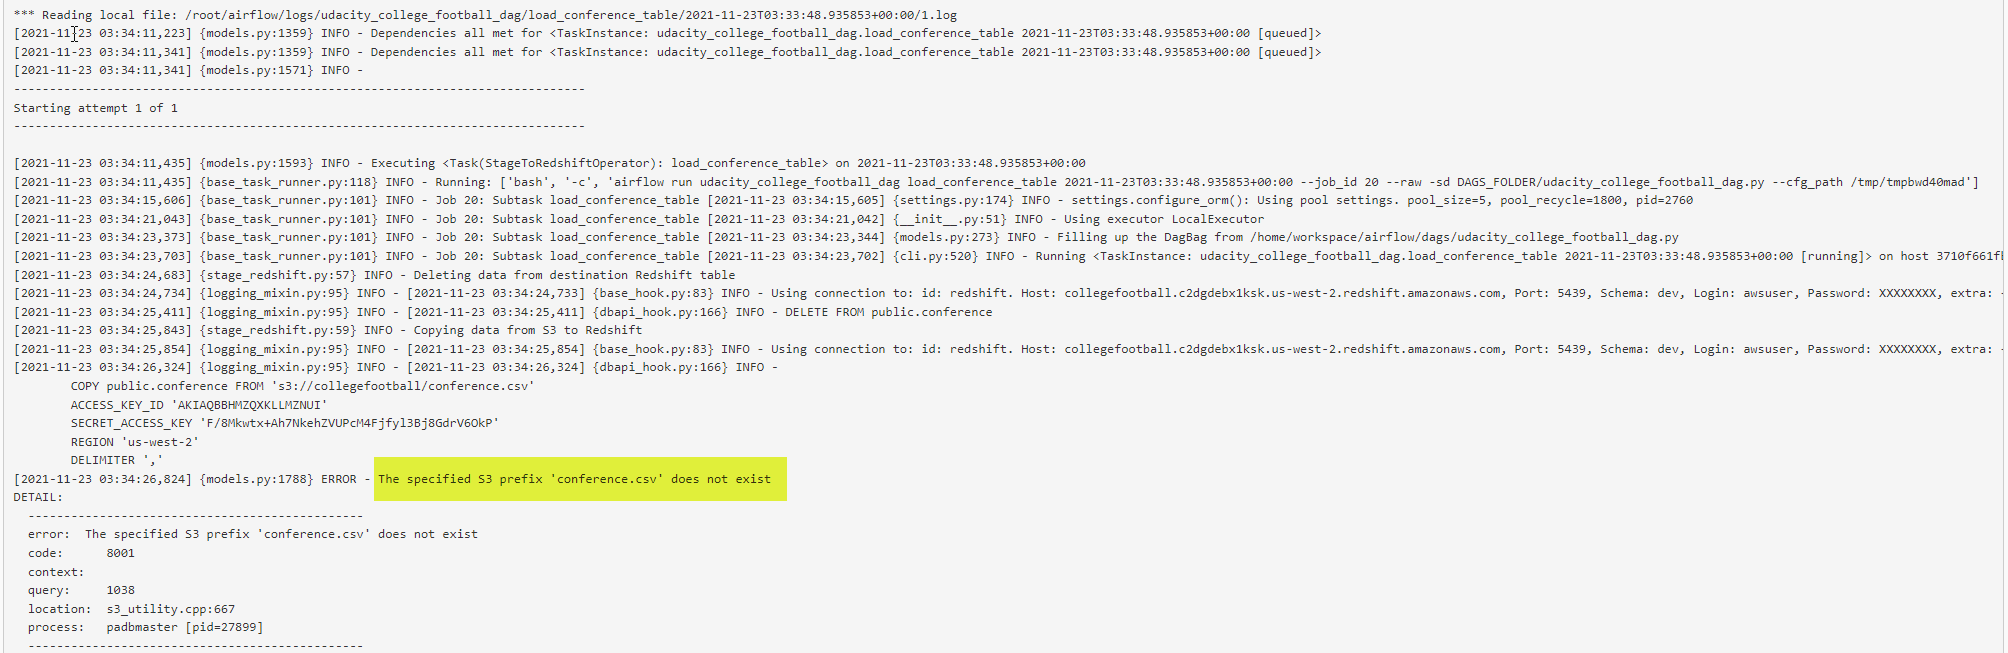 *** Reading local file: /root/airflow/logs/udacity_college_football_dag/load_conference_table/2021-11-23T03:33:48.935853+00:00/1.log
[2021-11-23 03:34:11,223] {models.py:1359} INFO - Dependencies all met for <TaskInstance: udacity_college_football_dag.load_conference_table 2021-11-23T03:33:48.935853+00:00 [queued]>
[2021-11-23 03:34:11,341] {models.py:1359} INFO - Dependencies all met for <TaskInstance: udacity_college_football_dag.load_conference_table 2021-11-23T03:33:48.935853+00:00 [queued]>
[2021-11-23 03:34:11,341] {models.py:1571} INFO -
--------------------------------------------------------------------------------
Starting attempt 1 of 1
--------------------------------------------------------------------------------
[2021-11-23 03:34:11,435] {models.py:1593} INFO - Executing <Task(StageToRedshiftOperator): load_conference_table> on 2021-11-23T03:33:48.935853+00:00
[2021-11-23 03:34:11,435] {base_task_runner.py:118} INFO - Running: ['bash', '-c', 'airflow run udacity_college_football_dag load_conference_table 2021-11-23T03:33:48.935853+00:00 --job_id 20 --raw -sd DAGS_FOLDER/udacity_college_football_dag.py --cfg_path /tmp/tmpbwd40mad']
[2021-11-23 03:34:15,606] {base_task_runner.py:101} INFO - Job 20: Subtask load_conference_table [2021-11-23 03:34:15,605] {settings.py:174} INFO - settings.configure_orm(): Using pool settings. pool_size=5, pool_recycle=1800, pid=2760
[2021-11-23 03:34:21,043] {base_task_runner.py:101} INFO - Job 20: Subtask load_conference_table [2021-11-23 03:34:21,042] {__init__.py:51} INFO - Using executor LocalExecutor
[2021-11-23 03:34:23,373] {base_task_runner.py:101} INFO - Job 20: Subtask load_conference_table [2021-11-23 03:34:23,344] {models.py:273} INFO - Filling up the DagBag from /home/workspace/airflow/dags/udacity_college_football_dag.py
[2021-11-23 03:34:23,703] {base_task_runner.py:101} INFO - Job 20: Subtask load_conference_table [2021-11-23 03:34:23,702] {cli.py:520} INFO - Running <TaskInstance: udacity_college_football_dag.load_conference_table 2021-11-23T03:33:48.935853+00:00 [running]> on host
[2021-11-23 03:34:24,683] {stage_redshift.py:57} INFO - Deleting data from destination Redshift table
[2021-11-23 03:34:24,734] {logging_mixin.py:95} INFO - [2021-11-23 03:34:24,733] {base_hook.py:83} INFO - Using connection to: id: redshift. Host: collegefootball.c2dgdebx1ksk.us-west-2.redshift.amazonaws.com, Port: 5439, Schema: dev, Login: awsuser, Password: XXXXXXXX, extra:
[2021-11-23 03:34:25,411] {logging_mixin.py:95} INFO - [2021-11-23 03:34:25,411] {dbapi_hook.py:166} INFO - DELETE FROM public.conference
[2021-11-23 03:34:25,843] {stage_redshift.py:59} INFO - Copying data from S3 to Redshift
[2021-11-23 03:34:25,854] {logging_mixin.py:95} INFO - [2021-11-23 03:34:25,854] {base_hook.py:83} INFO - Using connection to: id: redshift. Host: collegefootball.c2dgdebx1ksk.us-west-2.redshift.amazonaws.com, Port: 5439, Schema: dev, Login: awsuser, Password: XXXXXXXX, extra:
[2021-11-23 03:34:26,324] {logging_mixin.py:95} INFO - [2021-11-23 03:34:26,324] {dbapi_hook.py:166} INFO -
COPY public.conference FROM 's3://collegefootball/conference.csv'
ACCESS_KEY_ID 'AKIAQBBHMZQXKLLMZNUI'
SECRET_ACCESS_KEY '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'
REGION 'us-west-2'
DELIMITER ','
[2021-11-23 03:34:26,824] {models.py:1788} ERROR - The specified S3 prefix 'conference.csv' does not exist
DETAIL:
-----------------------------------------------
error:  The specified S3 prefix 'conference.csv' does not exist
code:      8001
context:
query:     1038
location:  s3_utility.cpp:667
process:   padbmaster [pid=27899]
-----------------------------------------------